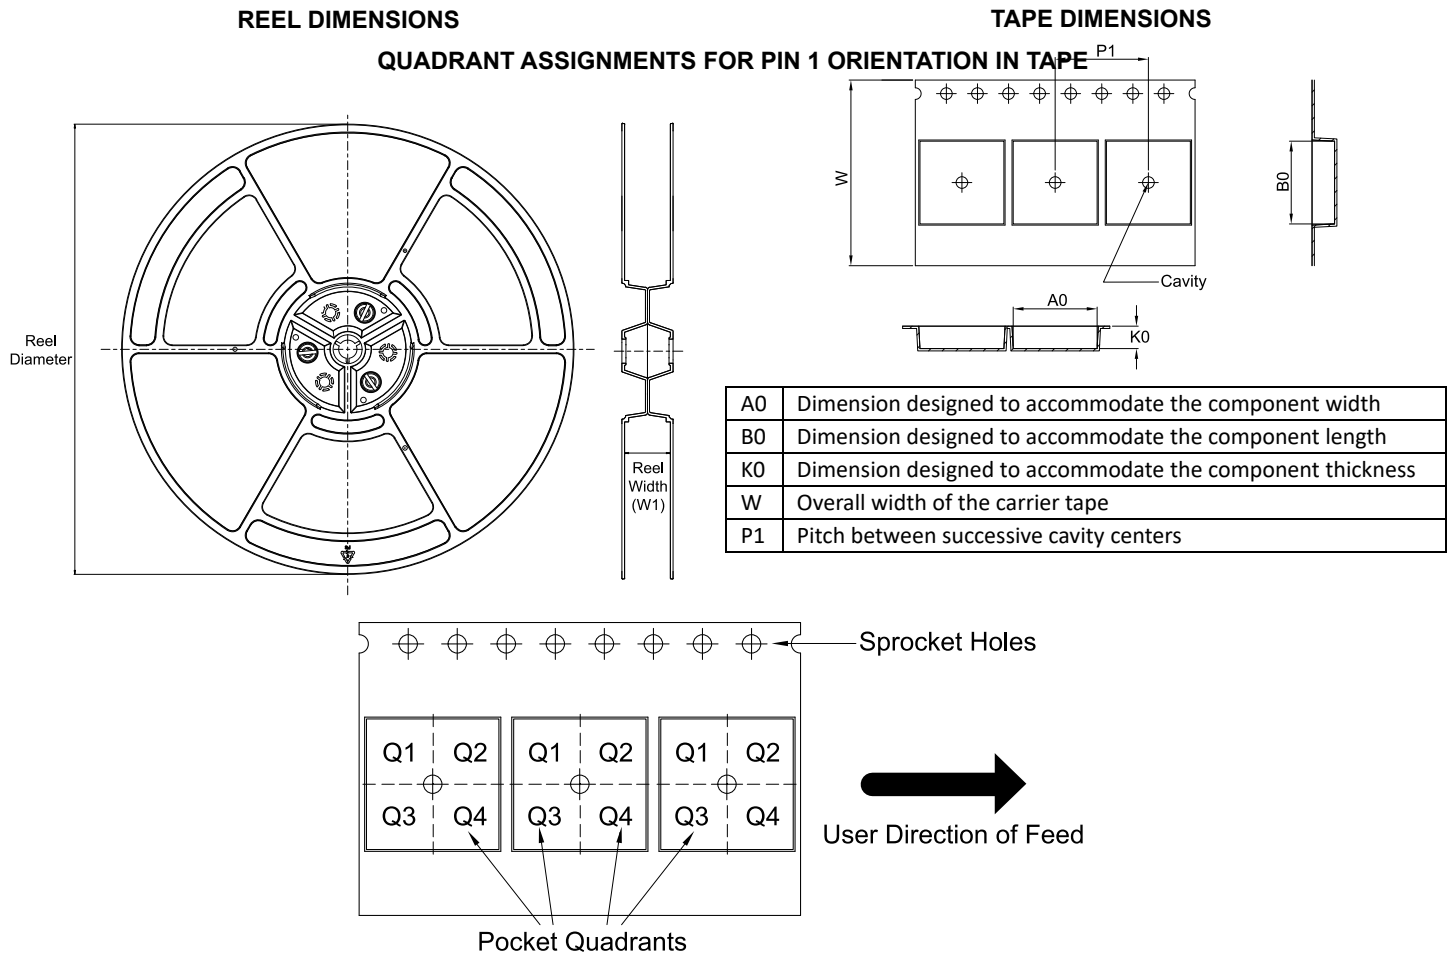 REEL DIMENSIONS
TAPE DIMENSIONS
QUADRANT ASSIGNMENTS FOR PIN 1 ORIENTATION IN TAPE
P1
W
B0
Cavity
A0
K0
Reel
Diameter
Reel
Width
(W1)
A0 Dimension designed to accommodate the component width
B0 Dimension designed to accommodate the component length
K0 Dimension designed to accommodate the component thickness
W Overall width of the carrier tape
P1 Pitch between successive cavity centers
Sprocket Holes
Q1 Q2 Q1 Q2 Q1 Q2
Q3 Q4 Q3 Q4 Q3 Q4
User Direction of Feed
Pocket Quadrants